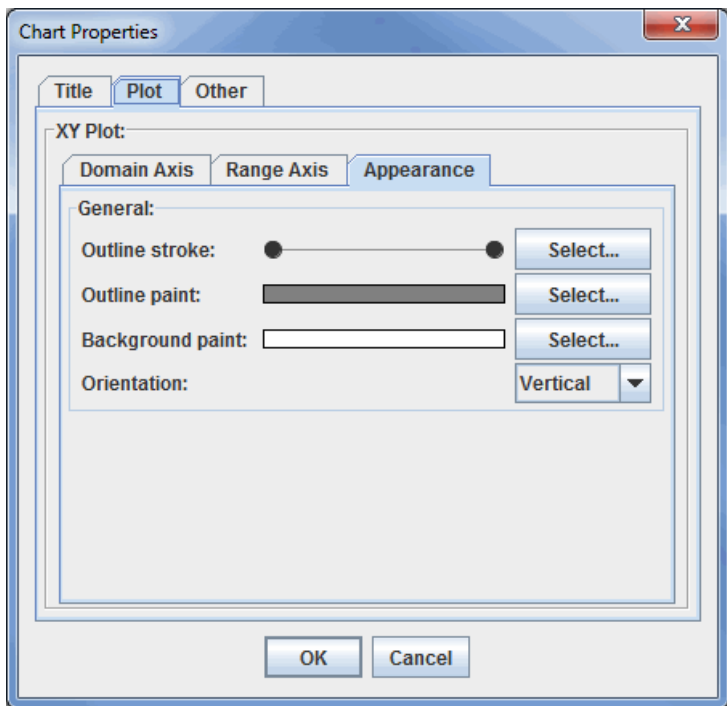 Chart Properties
Title Plot Other
XY Plot:
Domain Axis Range Axis Appearance
General:
Outline stroke: Select...
Outline paint: Select...
Background paint: Select...
Orientation: Vertical
OK Cancel